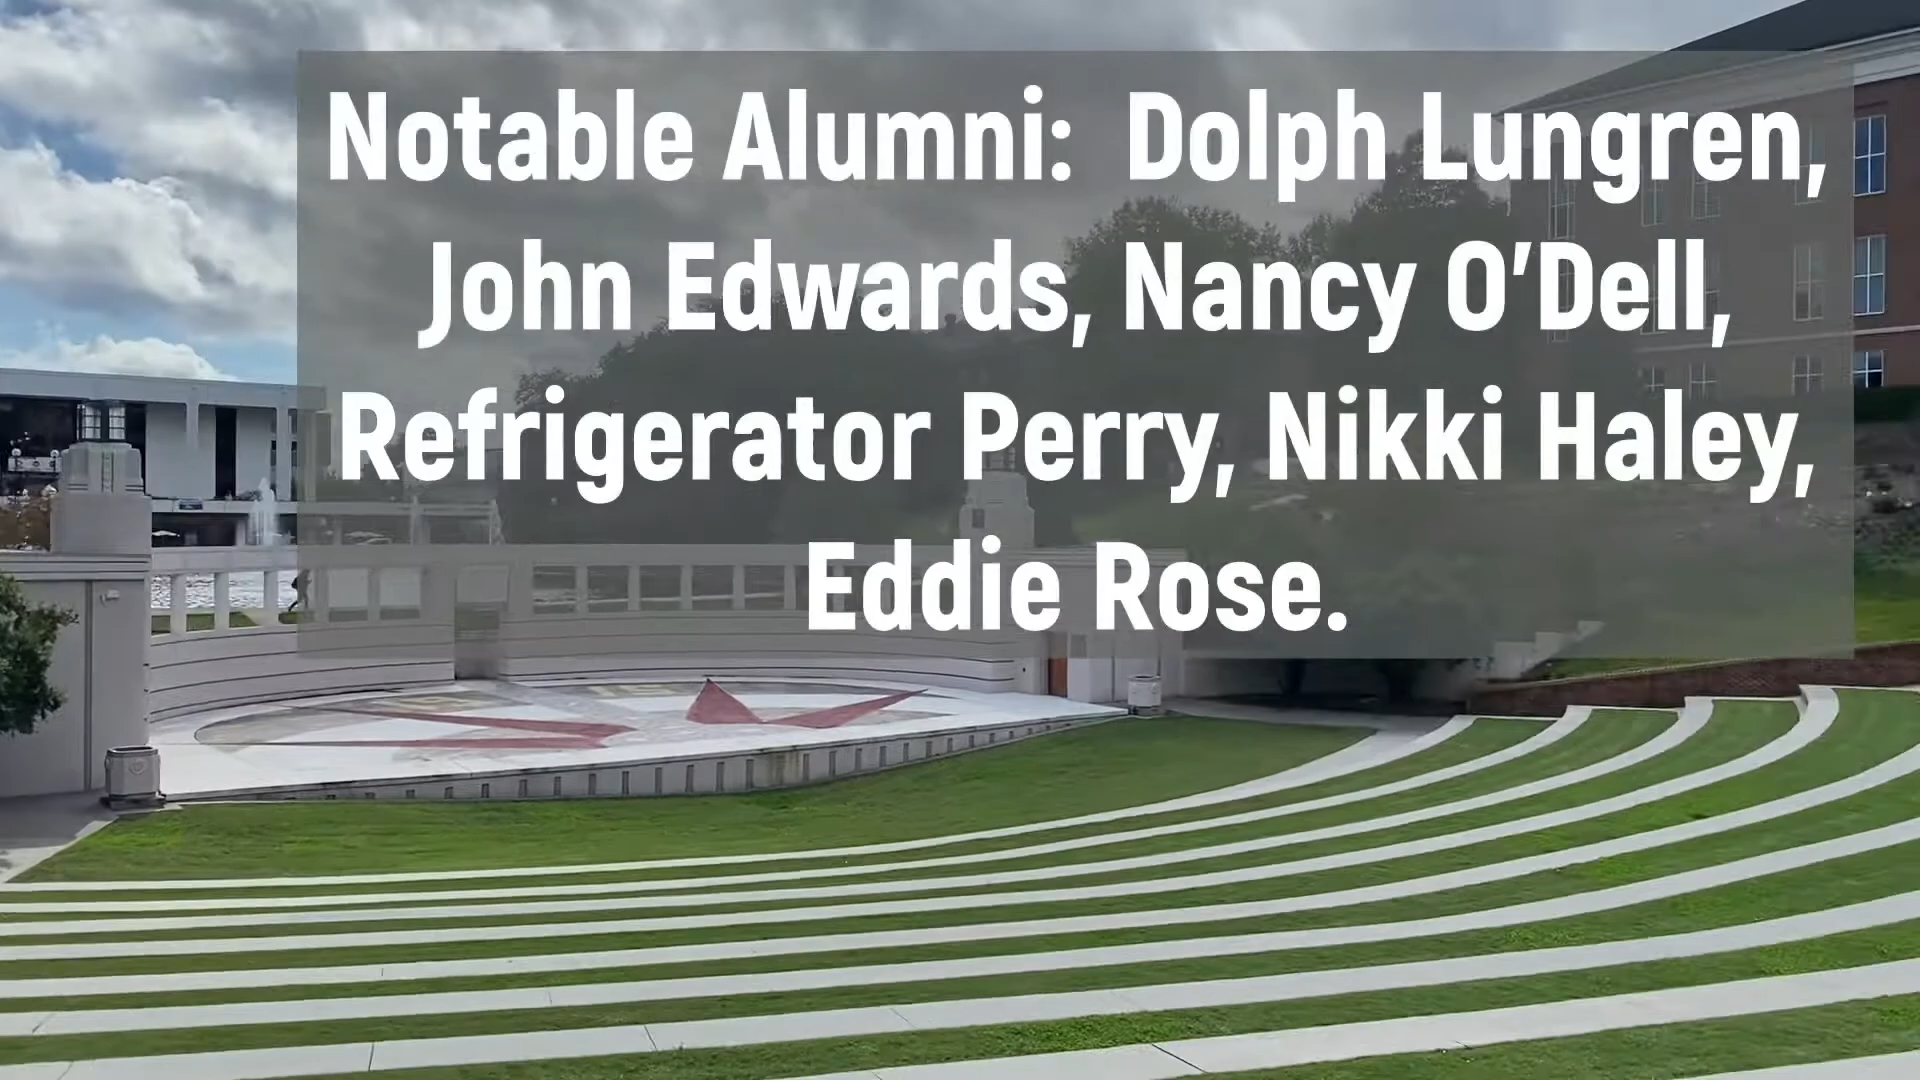 Notable Alumni: Dolph Lungren,
John Edwards, Nancy O'Dell,
Refrigerator Perry, Nikki Haley,
Eddie Rose.